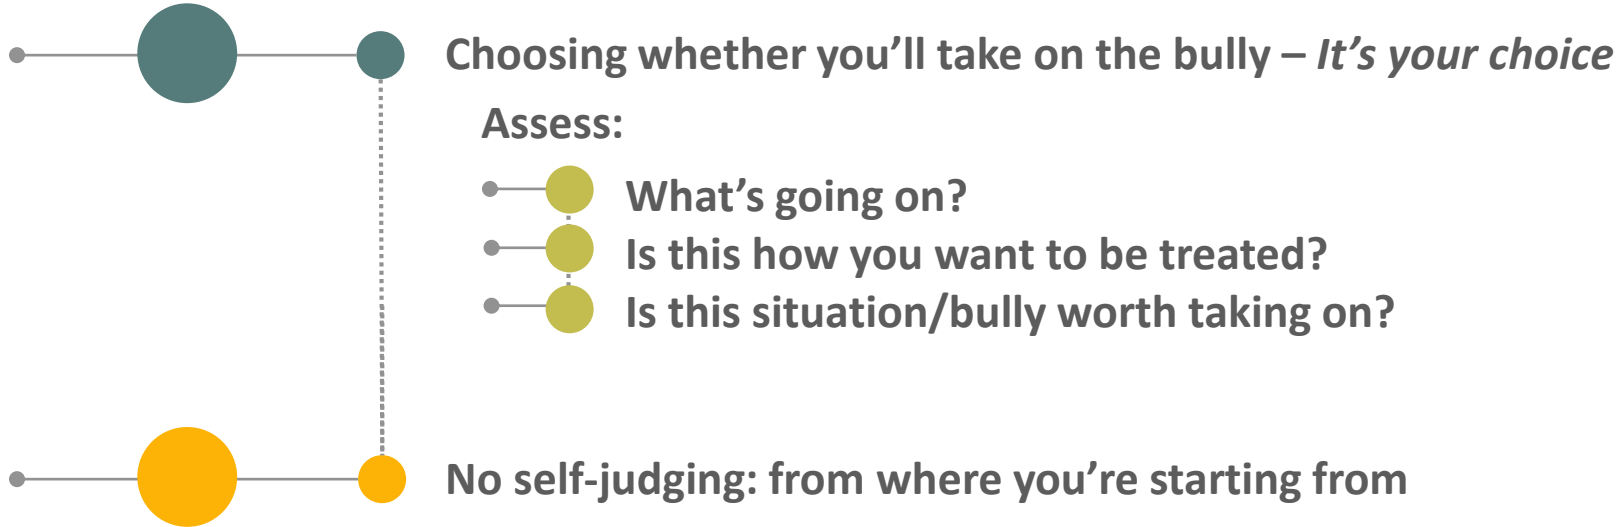 Choosing whether you’ll take on the bully – It’s your choice
Assess:
What’s going on?
Is this how you want to be treated?
Is this situation/bully worth taking on?
No self-judging: from where you’re starting from